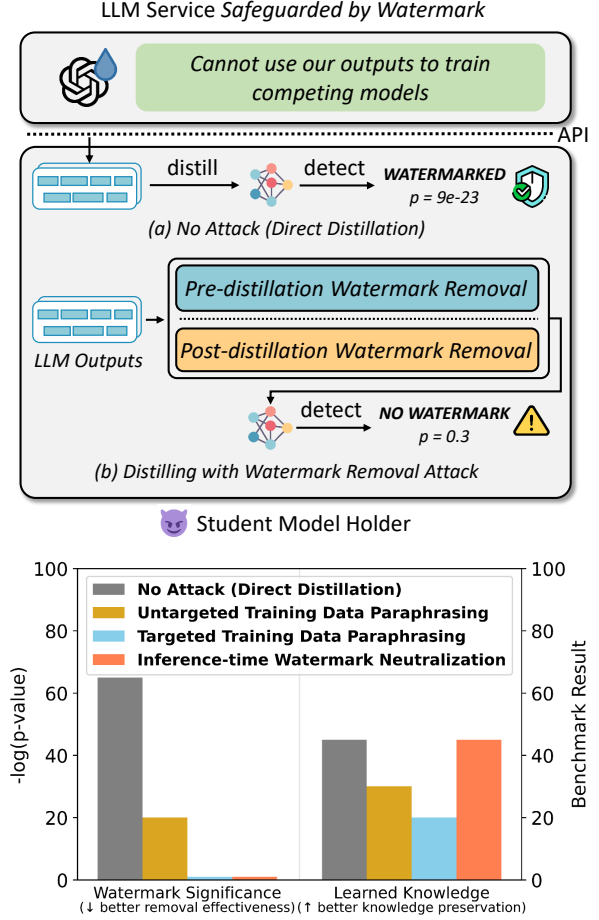 LLM Service Safeguarded by Watermark
Cannot use our outputs to train
competing models
API
distill
detect
WATERMARKED
p = 9e-23
(a) No Attack (Direct Distillation)
Pre-distillation Watermark Removal
Post-distillation Watermark Removal
LLM Outputs
detect
NO WATERMARK
p = 0.3
(b) Distilling with Watermark Removal Attack
Student Model Holder
100
80
60
40
20
0
-log(p-value)
No Attack (Direct Distillation)
Untargeted Training Data Paraphrasing
Targeted Training Data Paraphrasing
Inference-time Watermark Neutralization
100
80
60
40
20
0
Benchmark Result
Watermark Significance
(↓ better removal effectiveness)
Learned Knowledge
(↑ better knowledge preservation)